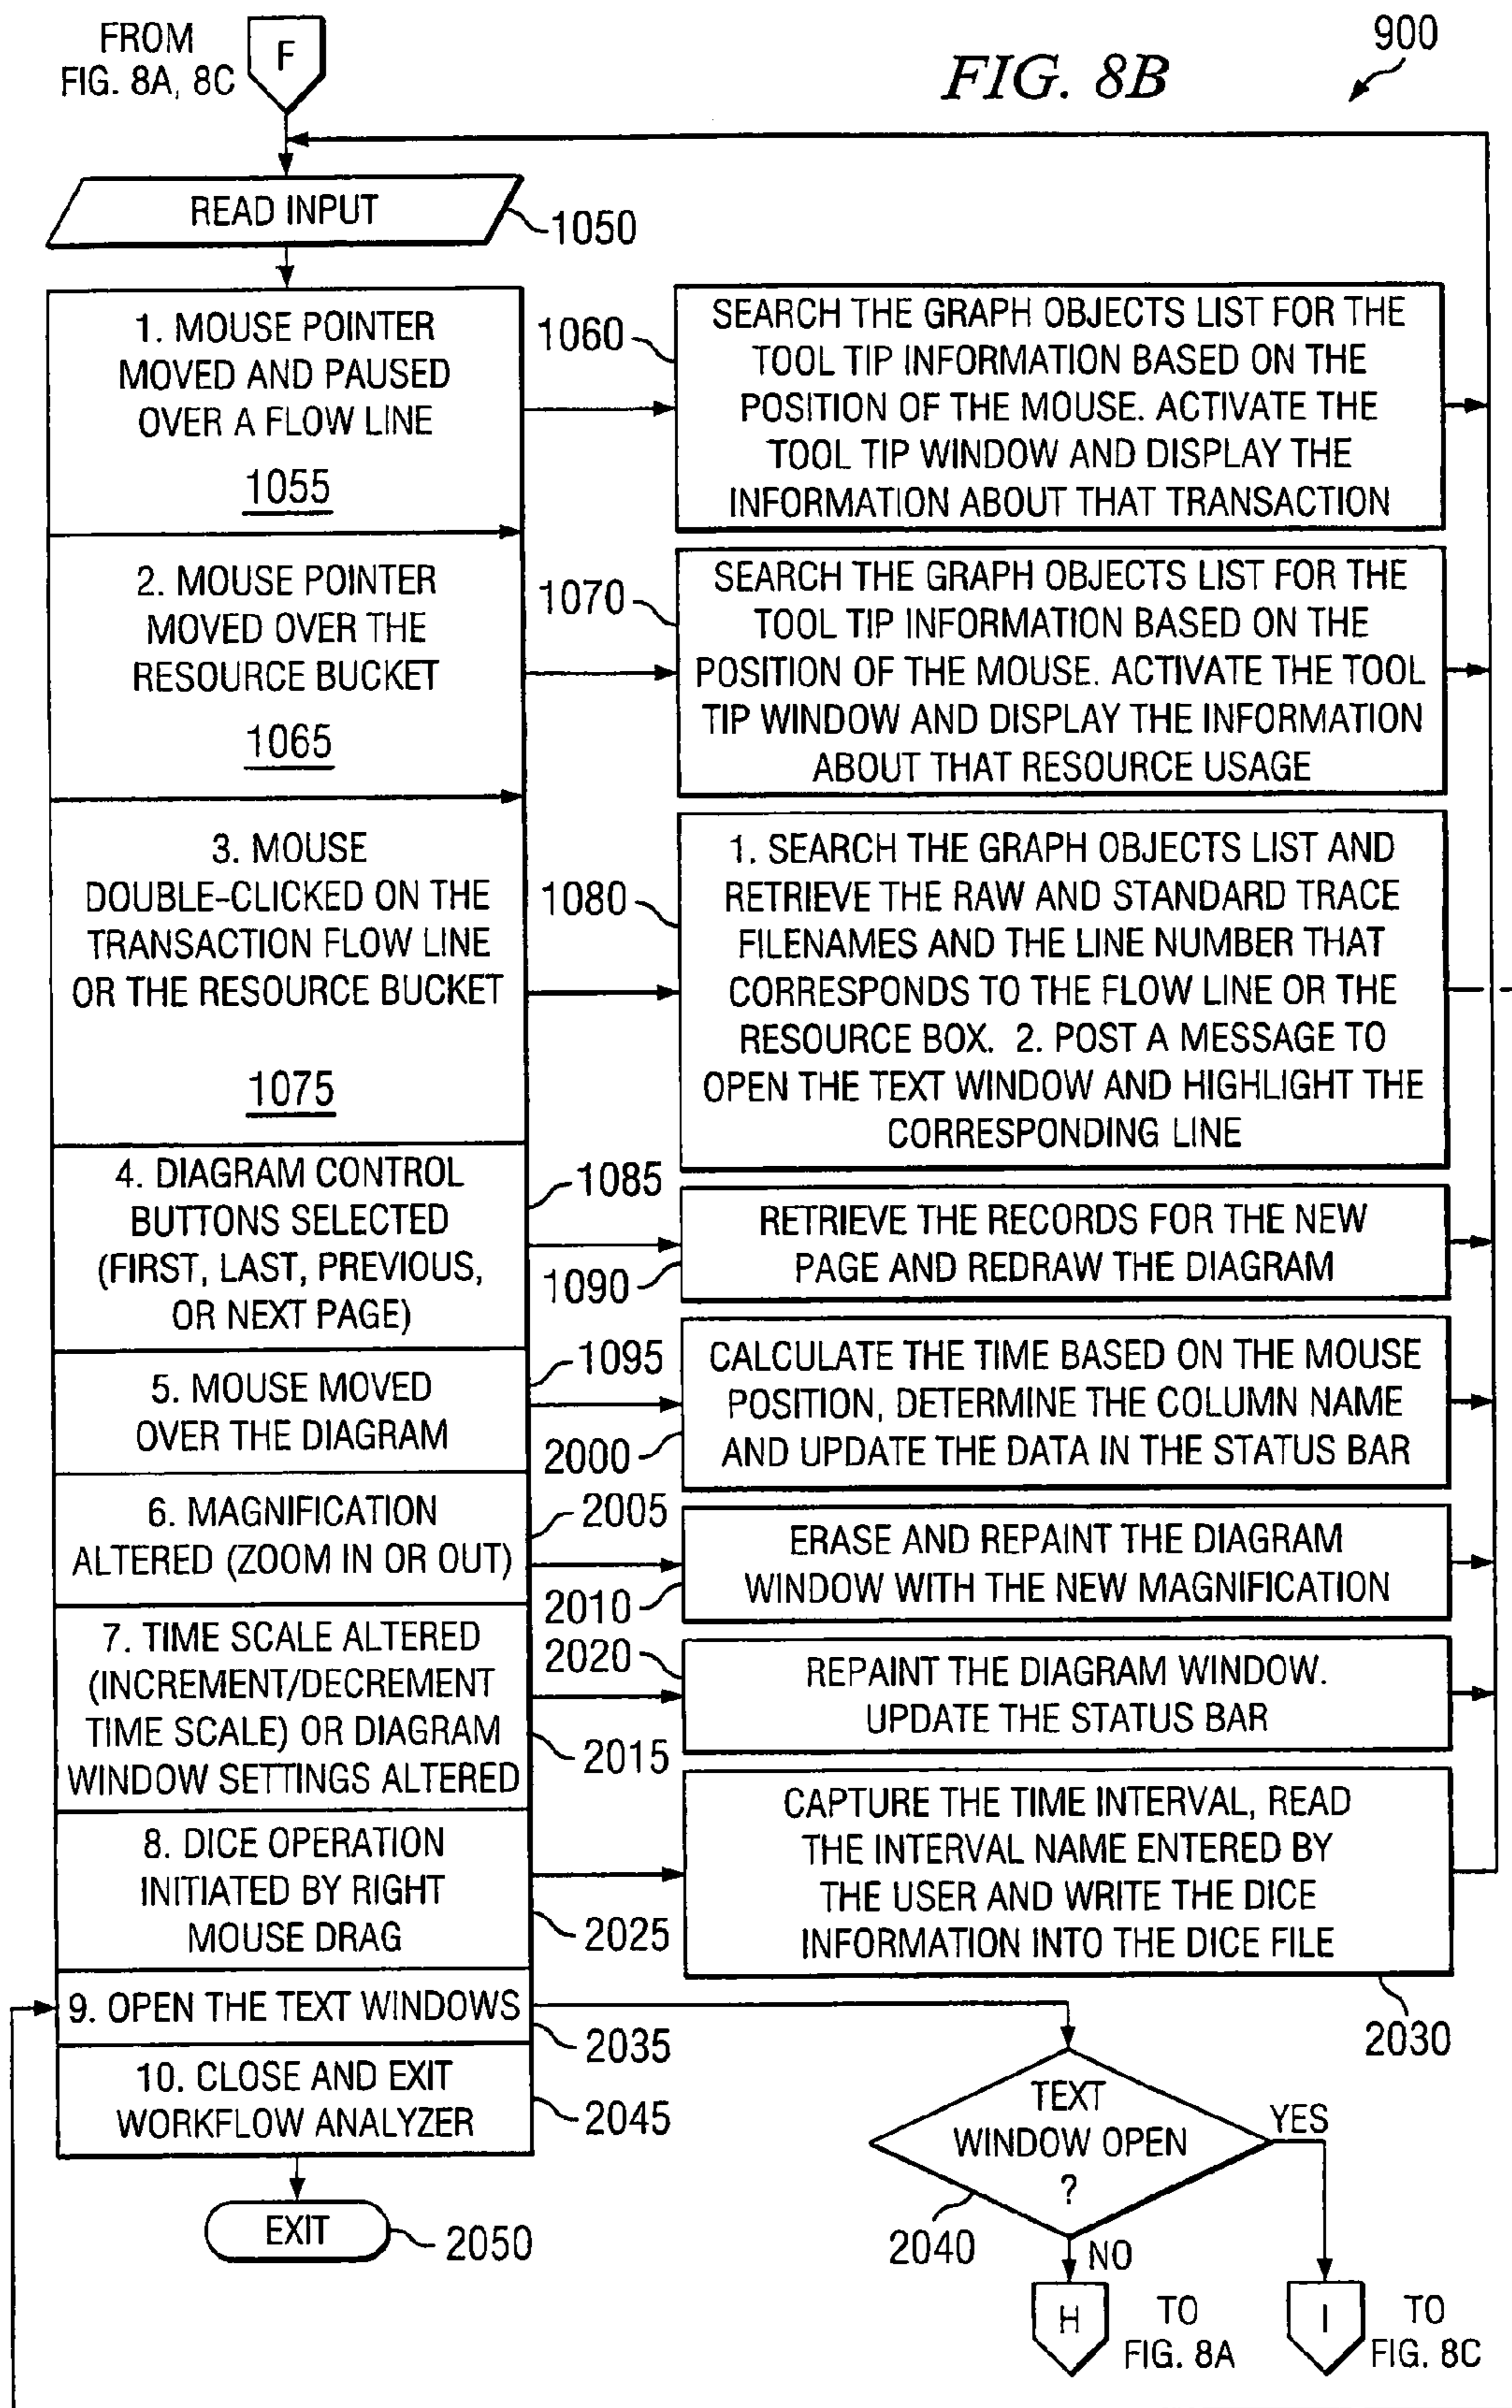 FROM
FIG. 8A, 8C
F
FIG. 8B
900
READ INPUT
1050
1. MOUSE POINTER
MOVED AND PAUSED
OVER A FLOW LINE
1055
1060
SEARCH THE GRAPH OBJECTS LIST FOR THE
TOOL TIP INFORMATION BASED ON THE
POSITION OF THE MOUSE. ACTIVATE THE
TOOL TIP WINDOW AND DISPLAY THE
INFORMATION ABOUT THAT TRANSACTION
2. MOUSE POINTER
MOVED OVER THE
RESOURCE BUCKET
1065
1070
SEARCH THE GRAPH OBJECTS LIST FOR THE
TOOL TIP INFORMATION BASED ON THE
POSITION OF THE MOUSE. ACTIVATE THE TOOL
TIP WINDOW AND DISPLAY THE INFORMATION
ABOUT THAT RESOURCE USAGE
3. MOUSE
DOUBLE-CLICKED ON THE
TRANSACTION FLOW LINE
OR THE RESOURCE BUCKET
1075
1080
1. SEARCH THE GRAPH OBJECTS LIST AND
RETRIEVE THE RAW AND STANDARD TRACE
FILENAMES AND THE LINE NUMBER THAT
CORRESPONDS TO THE FLOW LINE OR THE
RESOURCE BOX. 2. POST A MESSAGE TO
OPEN THE TEXT WINDOW AND HIGHLIGHT THE
CORRESPONDING LINE
4. DIAGRAM CONTROL
BUTTONS SELECTED
(FIRST, LAST, PREVIOUS,
OR NEXT PAGE)
1085
1090
RETRIEVE THE RECORDS FOR THE NEW
PAGE AND REDRAW THE DIAGRAM
5. MOUSE MOVED
OVER THE DIAGRAM
1095
2000
CALCULATE THE TIME BASED ON THE MOUSE
POSITION, DETERMINE THE COLUMN NAME
AND UPDATE THE DATA IN THE STATUS BAR
6. MAGNIFICATION
ALTERED (ZOOM IN OR OUT)
2005
2010
ERASE AND REPAINT THE DIAGRAM
WINDOW WITH THE NEW MAGNIFICATION
7. TIME SCALE ALTERED
(INCREMENT/DECREMENT
TIME SCALE) OR DIAGRAM
WINDOW SETTINGS ALTERED
2020
2015
REPAINT THE DIAGRAM WINDOW.
UPDATE THE STATUS BAR
8. DICE OPERATION
INITIATED BY RIGHT
MOUSE DRAG
2025
CAPTURE THE TIME INTERVAL, READ
THE INTERVAL NAME ENTERED BY
THE USER AND WRITE THE DICE
INFORMATION INTO THE DICE FILE
2030
9. OPEN THE TEXT WINDOWS
2035
10. CLOSE AND EXIT
WORKFLOW ANALYZER
2045
EXIT
2050
TEXT
WINDOW OPEN
?
2040
YES
NO
H
TO
FIG. 8A
I
TO
FIG. 8C